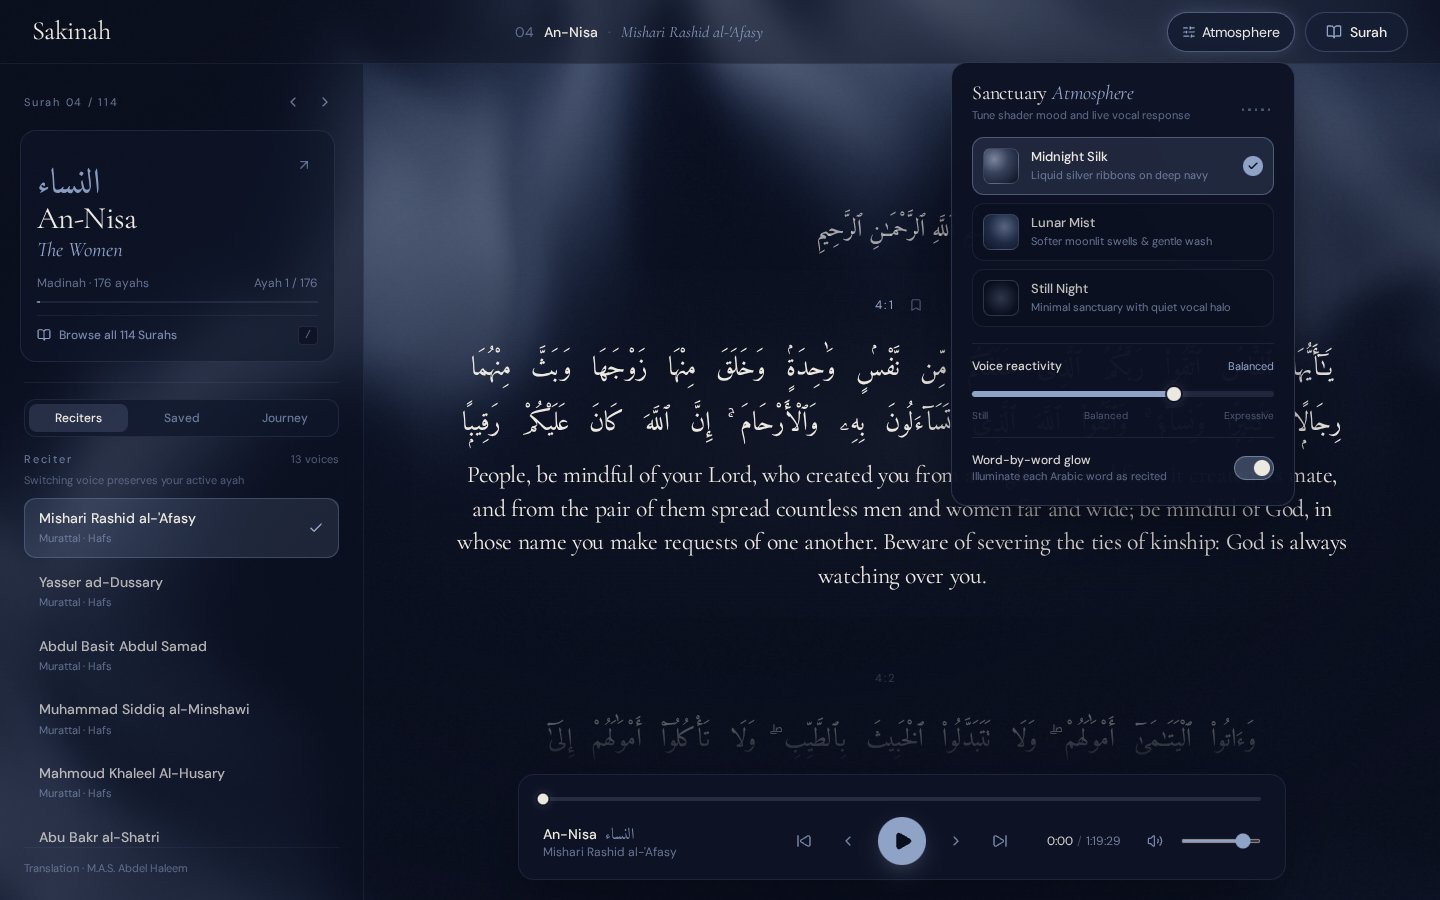 Sakinah
04 An-Nisa · Mishari Rashid al-'Afasy
Atmosphere
Surah
Surah 04 / 114
النساء
An-Nisa
The Women
Madinah · 176 ayahs
Ayah 1 / 176
Browse all 114 Surahs
/
Reciters
Saved
Journey
Reciter
13 voices
Switching voice preserves your active ayah
Mishari Rashid al-'Afasy
Murattal · Hafs
Yasser ad-Dussary
Murattal · Hafs
Abdul Basit Abdul Samad
Murattal · Hafs
Muhammad Siddiq al-Minshawi
Murattal · Hafs
Mahmoud Khaleel Al-Husary
Murattal · Hafs
Abu Bakr al-Shatri
Translation · M.A.S. Abdel Haleem
ٱللَّهِ ٱلرَّحْمَـٰنِ ٱلرَّحِيمِ
4:1
يَـٰٓأَيُّهَا مِّن نَّفْسٍ وَٰحِدَةٍ وَخَلَقَ مِنْهَا زَوْجَهَا وَبَثَّ مِنْهُمَا
رِجَالًا تَسَآءَلُونَ بِهِۦ وَٱلْأَرْحَامَ ۚ إِنَّ ٱللَّهَ كَانَ عَلَيْكُمْ رَقِيبًا
People, be mindful of your Lord, who created you from mate,
and from the pair of them spread countless men and women far and wide; be mindful of God, in
whose name you make requests of one another. Beware of severing the ties of kinship: God is always
watching over you.
4:2
وَءَاتُوا۟ ٱلْيَتَـٰمَىٰٓ أَمْوَٰلَهُمْ ۖ وَلَا تَتَبَدَّلُوا۟ ٱلْخَبِيثَ بِٱلطَّيِّبِ ۖ وَلَا تَأْكُلُوٓا۟ أَمْوَٰلَهُمْ إِلَىٰٓ
Sanctuary Atmosphere
Tune shader mood and live vocal response
Midnight Silk
Liquid silver ribbons on deep navy
Lunar Mist
Softer moonlit swells & gentle wash
Still Night
Minimal sanctuary with quiet vocal halo
Voice reactivity
Balanced
Still
Balanced
Expressive
Word-by-word glow
Illuminate each Arabic word as recited
An-Nisa النساء
Mishari Rashid al-'Afasy
0:00 / 1:19:29